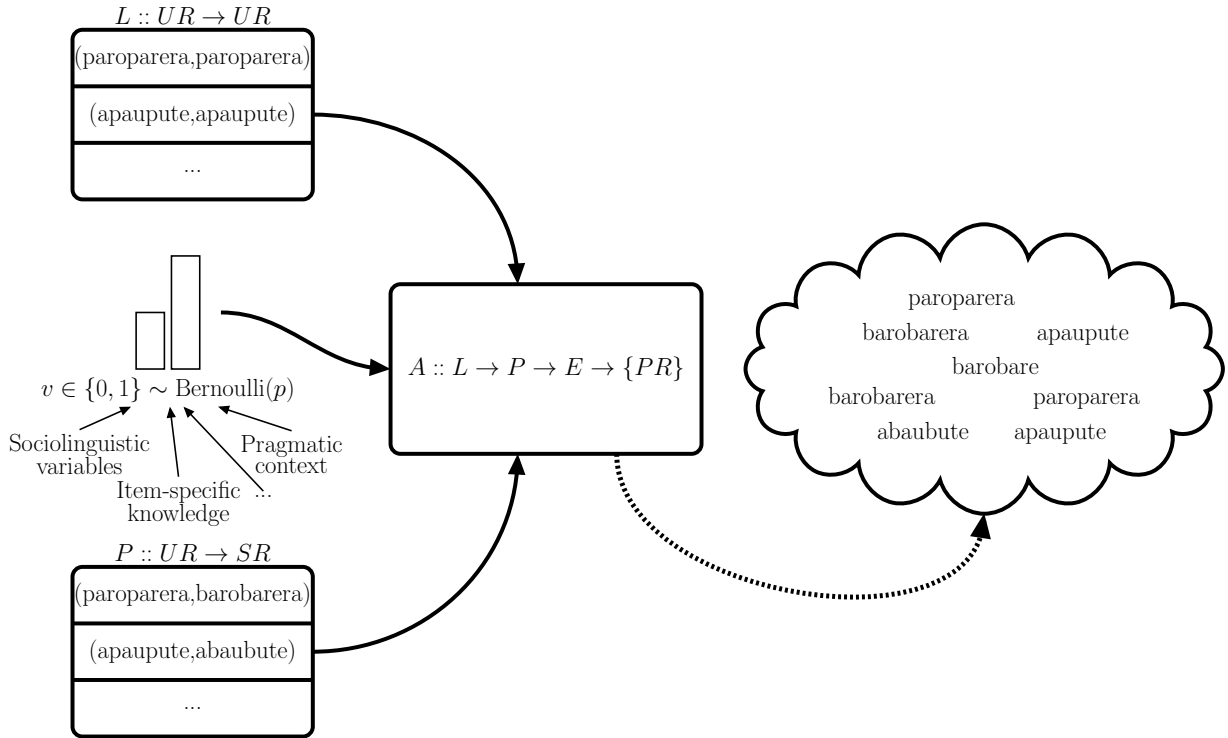 L :: UR → UR
(paroparera,paroparera)
(apaupute,apaupute)
...
v ∈ {0, 1} ∼ Bernoulli(p)
Sociolinguistic
variables
Pragmatic
context
Item-specific
knowledge
...
P :: UR → SR
(paroparera,barobarera)
(apaupute,abaubute)
...
A :: L → P → E → {PR}
paroparera
barobarera apaupute
barobare
barobarera paroparera
abaubute apaupute